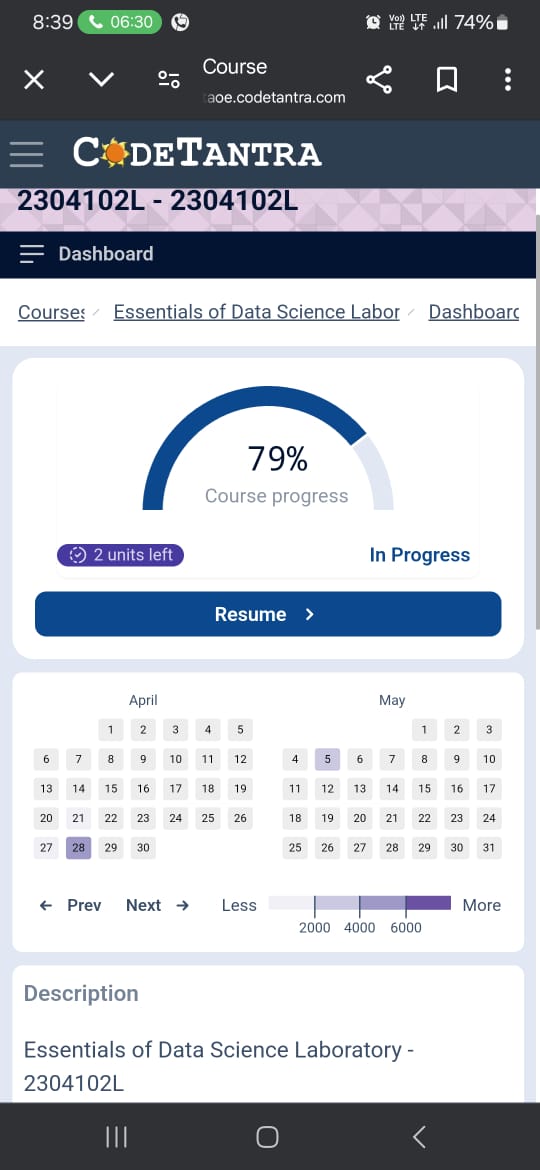 8:39 06:30 Vo)) LTE LTE 74%
Course
aoe.codetantra.com
CODETANTRA
2304102L - 2304102L
Dashboard
Courses Essentials of Data Science Labor Dashboard
79%
Course progress
2 units left In Progress
Resume
April May
1 2 3 4 5 1 2 3
6 7 8 9 10 11 12 4 5 6 7 8 9 10
13 14 15 16 17 18 19 11 12 13 14 15 16 17
20 21 22 23 24 25 26 18 19 20 21 22 23 24
27 28 29 30 25 26 27 28 29 30 31
Prev Next Less More
2000 4000 6000
Description
Essentials of Data Science Laboratory -
2304102L